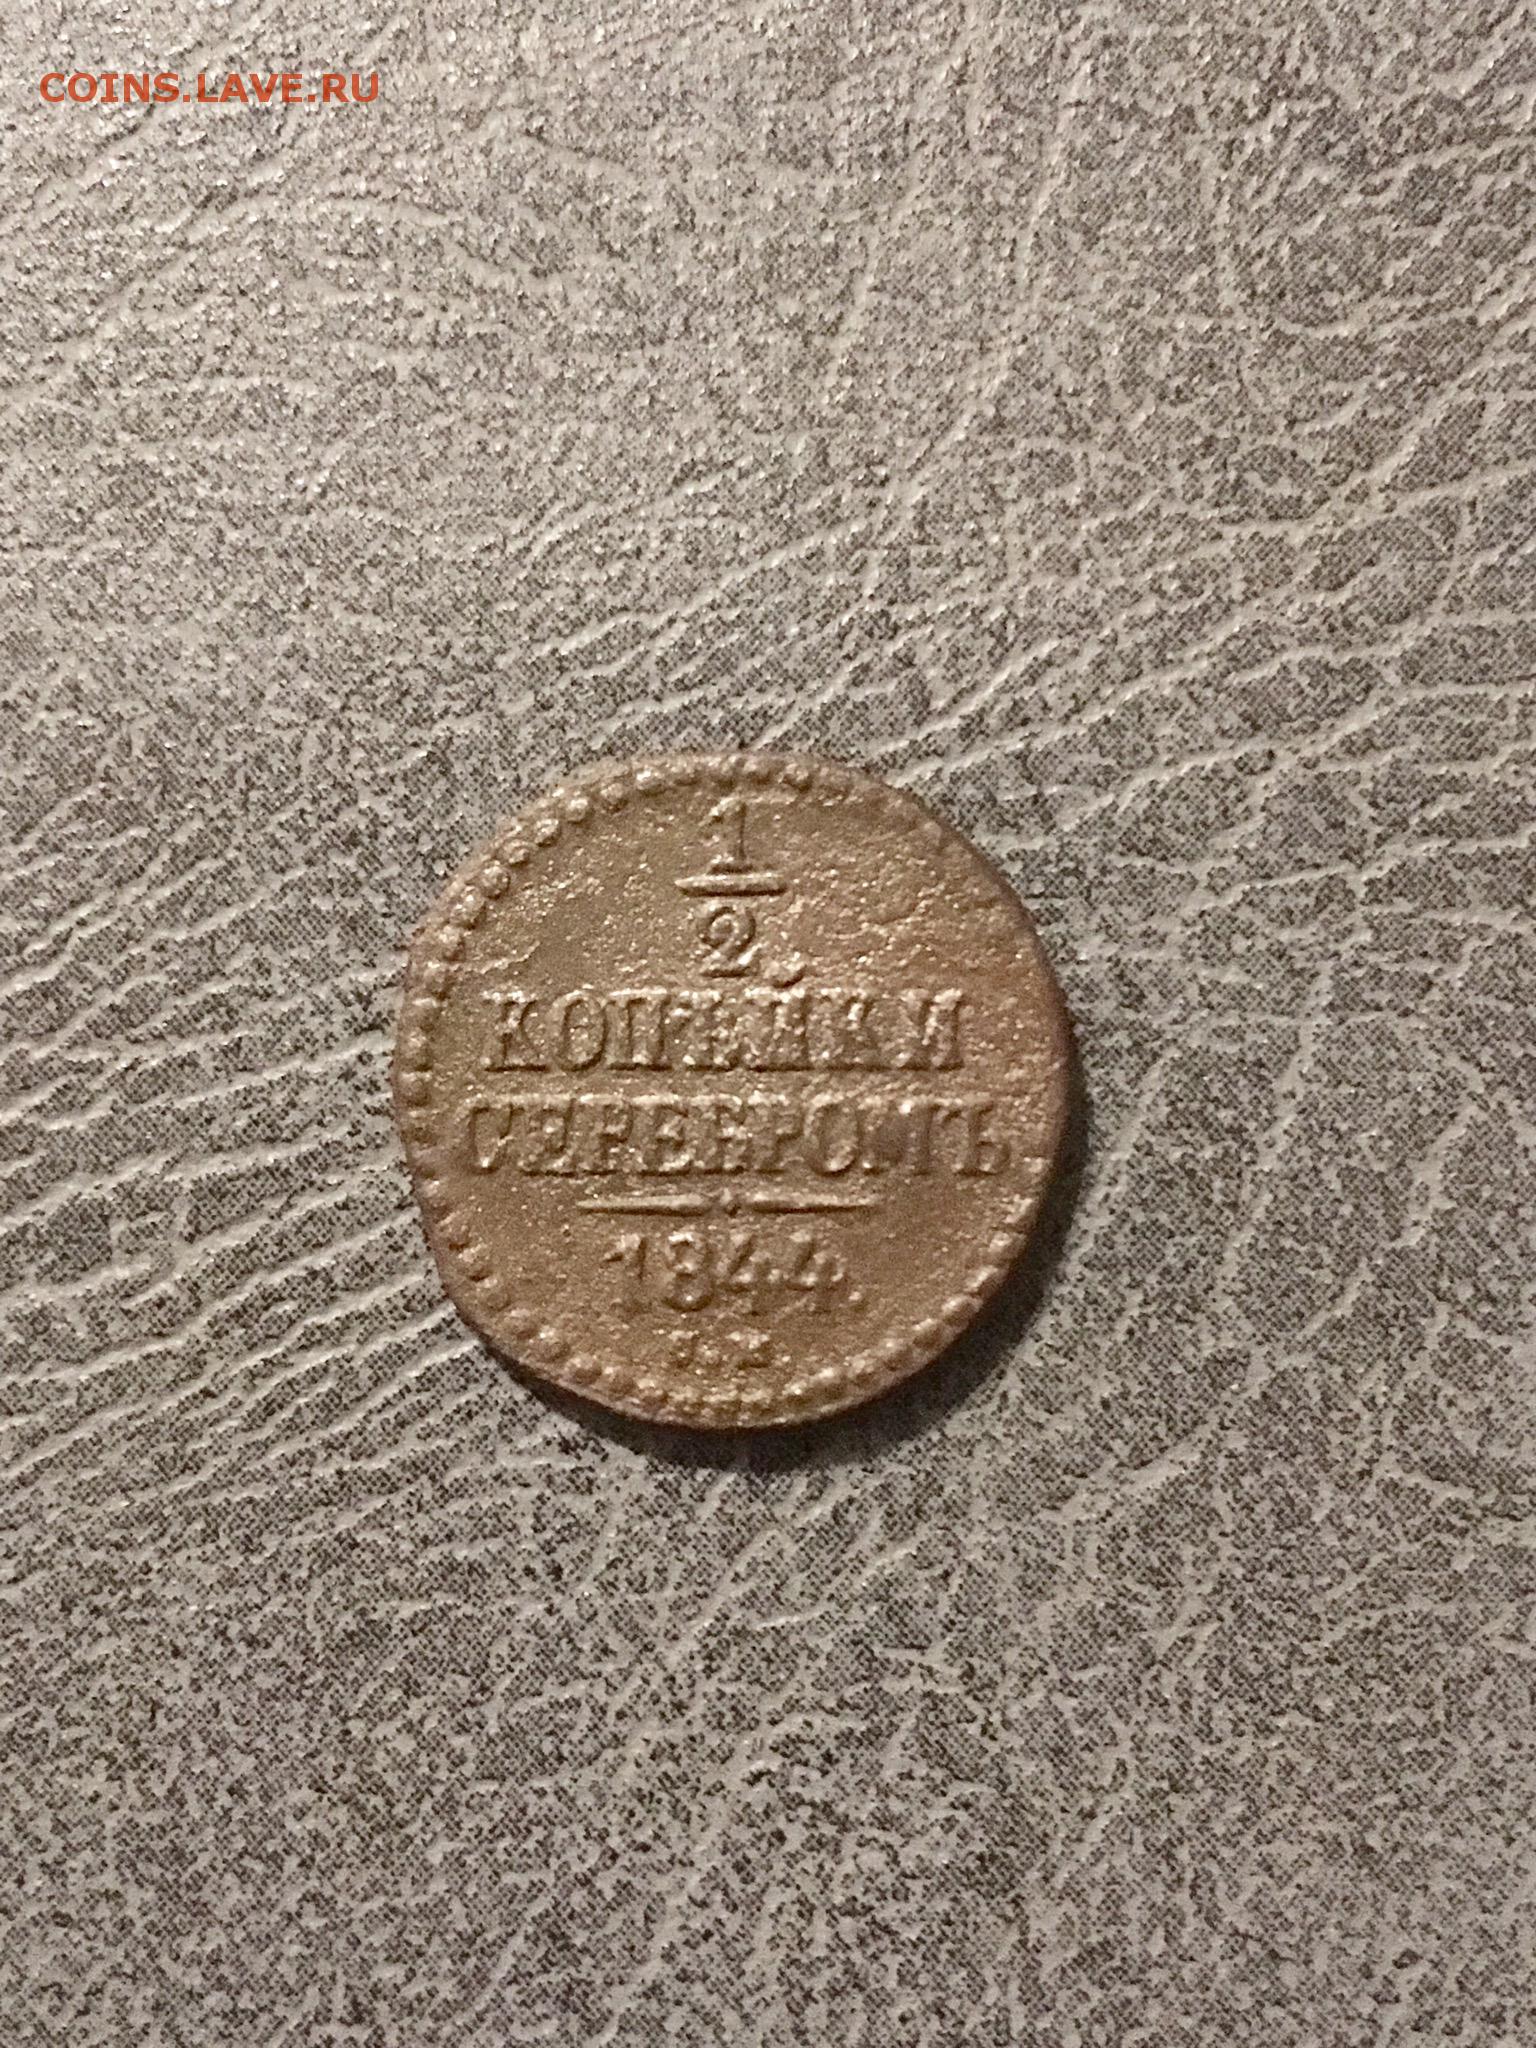 COINS.LAVE.RU
1
2.
КОПѢЙКИ
СЕРЕБРОМЪ
1844.